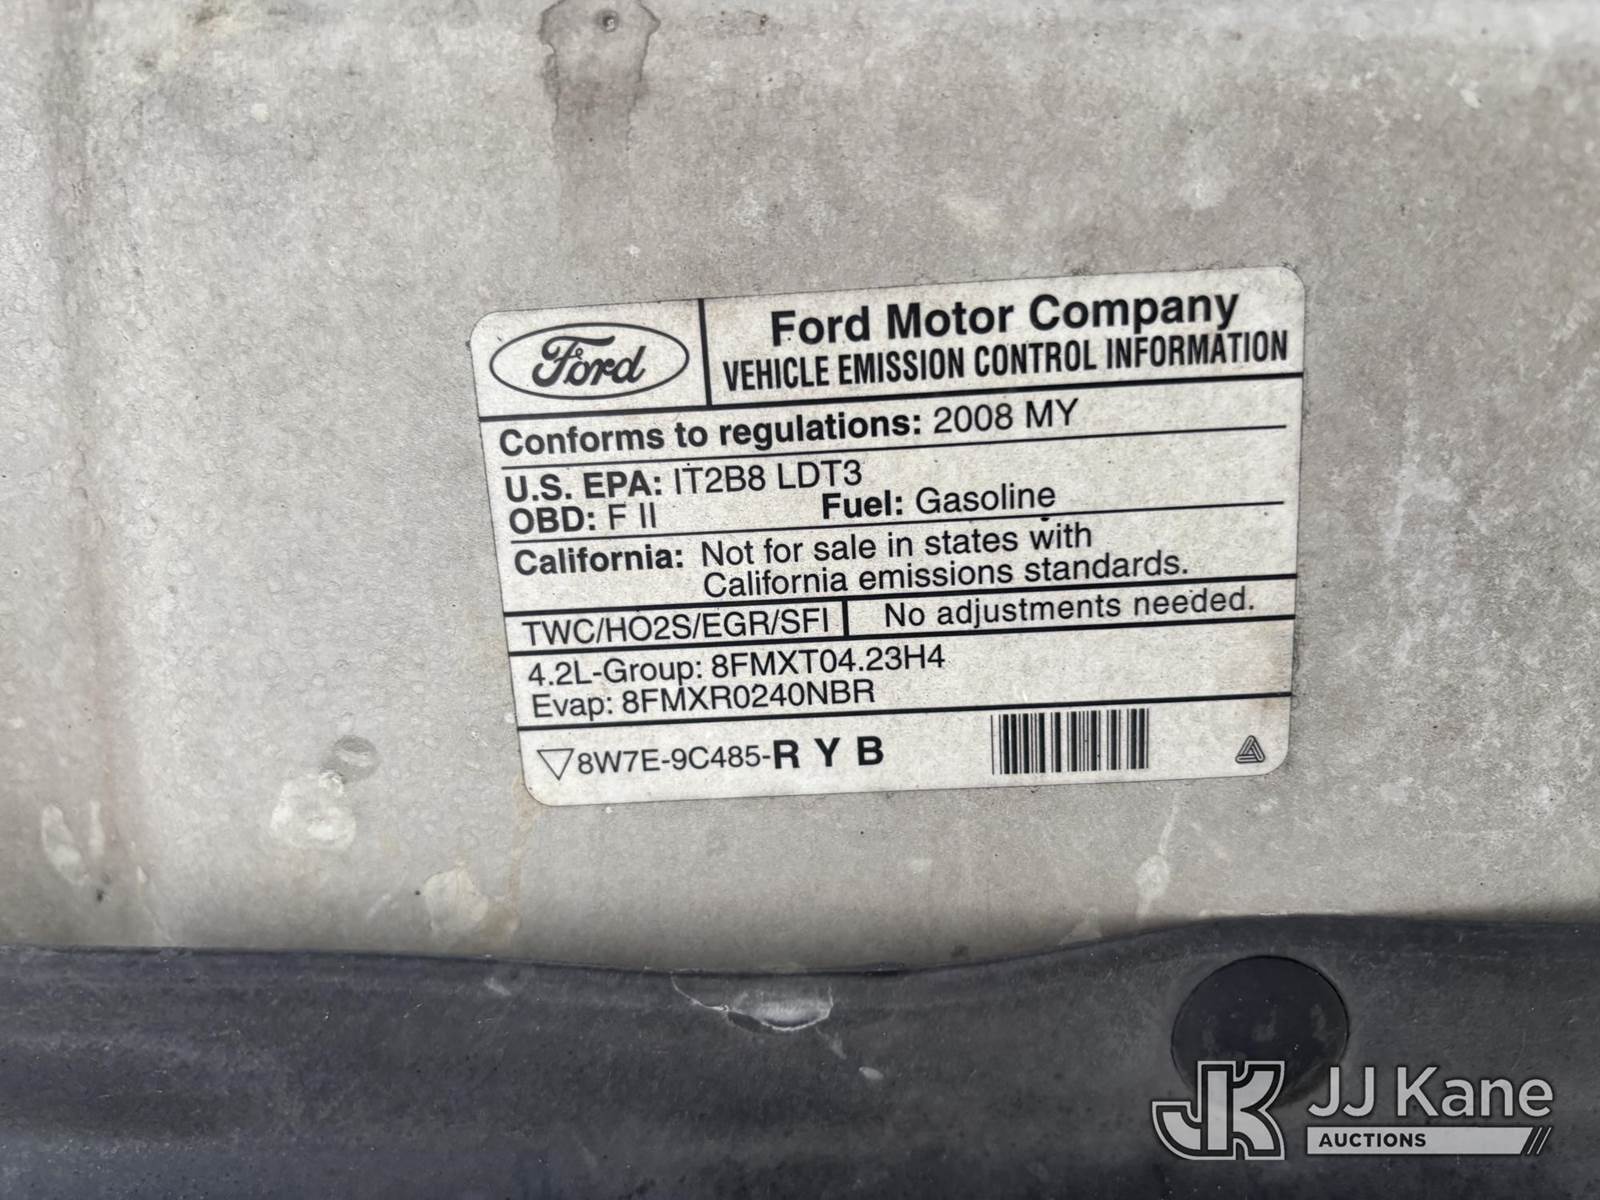 Ford
Ford Motor Company
VEHICLE EMISSION CONTROL INFORMATION
Conforms to regulations: 2008 MY
U.S. EPA: IT2B8 LDT3
OBD: F II Fuel: Gasoline
California: Not for sale in states with
California emissions standards.
TWC/HO2S/EGR/SFI No adjustments needed.
4.2L-Group: 8FMXT04.23H4
Evap: 8FMXR0240NBR
8W7E-9C485-R Y B
JK JJ Kane
AUCTIONS